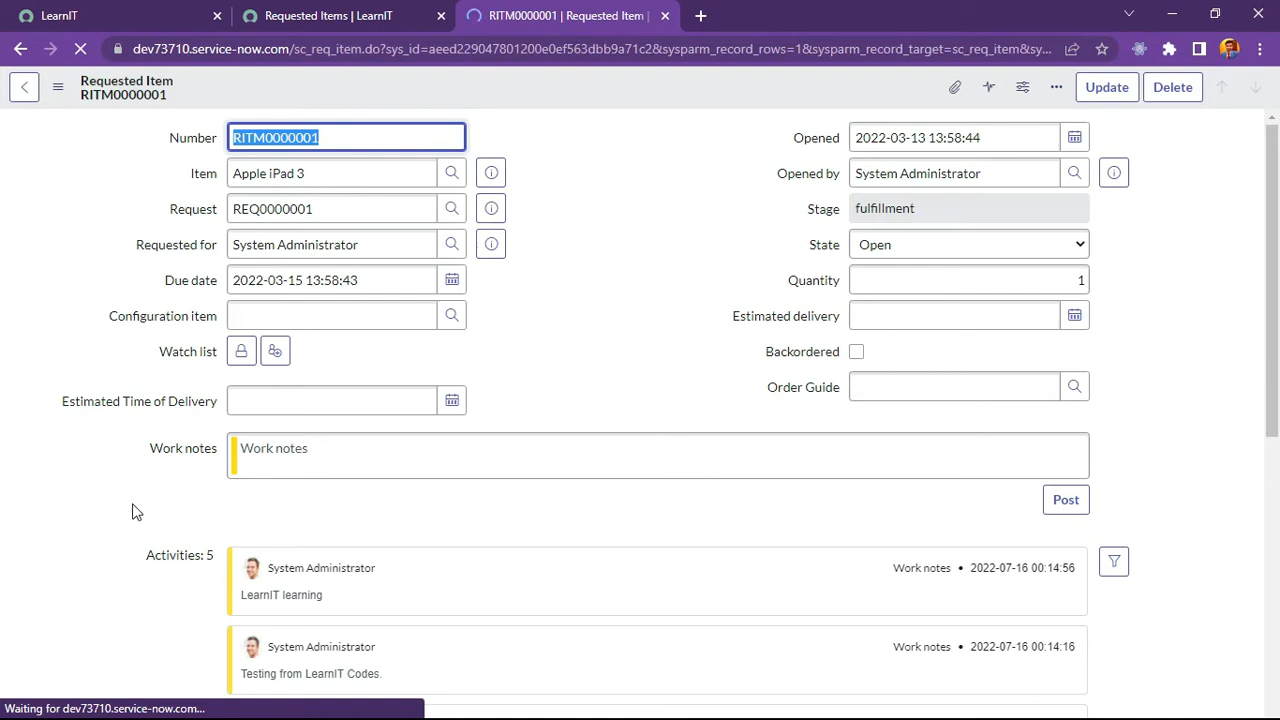 LearnIT
Requested Items | LearnIT
RITM0000001 | Requested Item |
dev73710.service-now.com/sc_req_item.do?sys_id=aeed229047801200e0ef563dbb9a71c2&sysparm_record_rows=1&sysparm_record_target=sc_req_item&sy...
Requested Item
RITM0000001
Update
Delete
Number
RITM0000001
Opened
2022-03-13 13:58:44
Item
Apple iPad 3
Opened by
System Administrator
Request
REQ0000001
Stage
fulfillment
Requested for
System Administrator
State
Open
Due date
2022-03-15 13:58:43
Quantity
1
Configuration item
Estimated delivery
Watch list
Backordered
Order Guide
Estimated Time of Delivery
Work notes
Work notes
Post
Activities: 5
System Administrator
Work notes • 2022-07-16 00:14:56
LearnIT learning
System Administrator
Work notes • 2022-07-16 00:14:16
Testing from LearnIT Codes.
Waiting for dev73710.service-now.com...